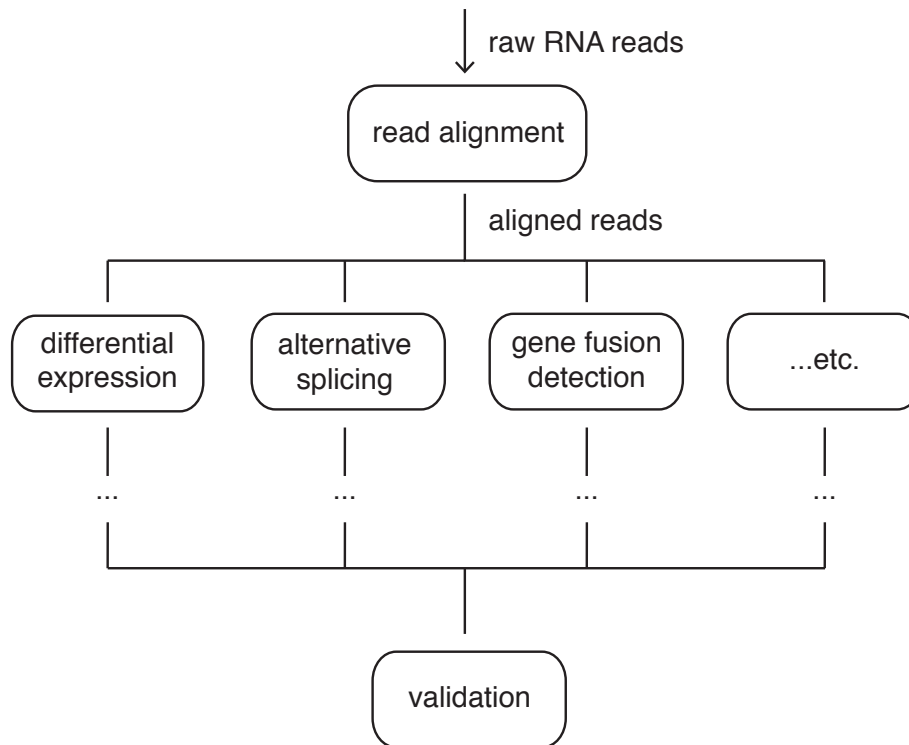 raw RNA reads
read alignment
aligned reads
differential
expression
alternative
splicing
gene fusion
detection
...etc.
...
...
...
...
validation